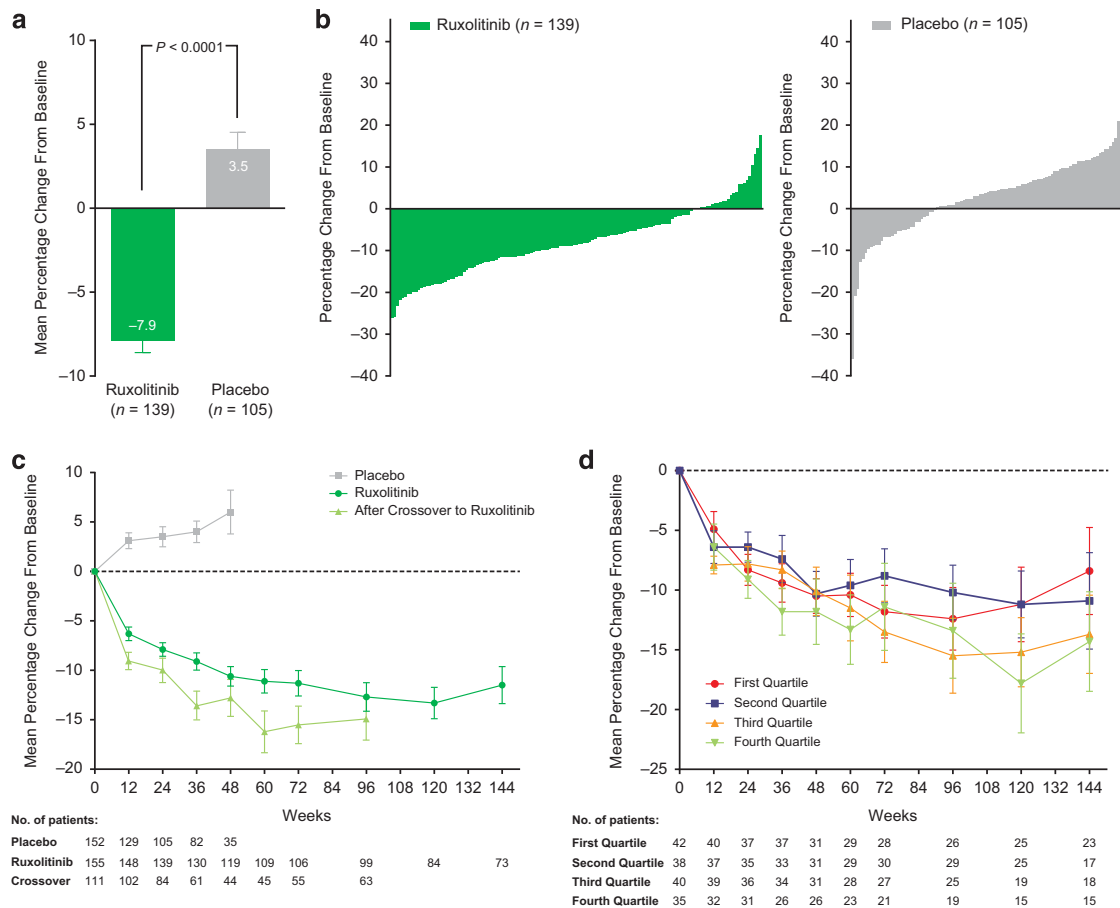 a
10
5
0
−5
−10
Mean Percentage Change From Baseline
P < 0.0001
3.5
−7.9
Ruxolitinib
(n = 139)
Placebo
(n = 105)
b
Ruxolitinib (n = 139)
40
30
20
10
0
−10
−20
−30
−40
Percentage Change From Baseline
Placebo (n = 105)
40
30
20
10
0
−10
−20
−30
−40
Percentage Change From Baseline
c
10
5
0
−5
−10
−15
−20
Mean Percentage Change From Baseline
Placebo
Ruxolitinib
After Crossover to Ruxolitinib
0 12 24 36 48 60 72 84 96 108 120 132 144
Weeks
No. of patients:
Placebo 152 129 105 82 35
Ruxolitinib 155 148 139 130 119 109 106 99 84 73
Crossover 111 102 84 61 44 45 55 63
d
0
−5
−10
−15
−20
−25
Mean Percentage Change From Baseline
First Quartile
Second Quartile
Third Quartile
Fourth Quartile
0 12 24 36 48 60 72 84 96 108 120 132 144
Weeks
No. of patients:
First Quartile 42 40 37 37 31 29 28 26 25 23
Second Quartile 38 37 35 33 31 29 30 29 25 17
Third Quartile 40 39 36 34 31 28 27 25 19 18
Fourth Quartile 35 32 31 26 26 23 21 19 15 15